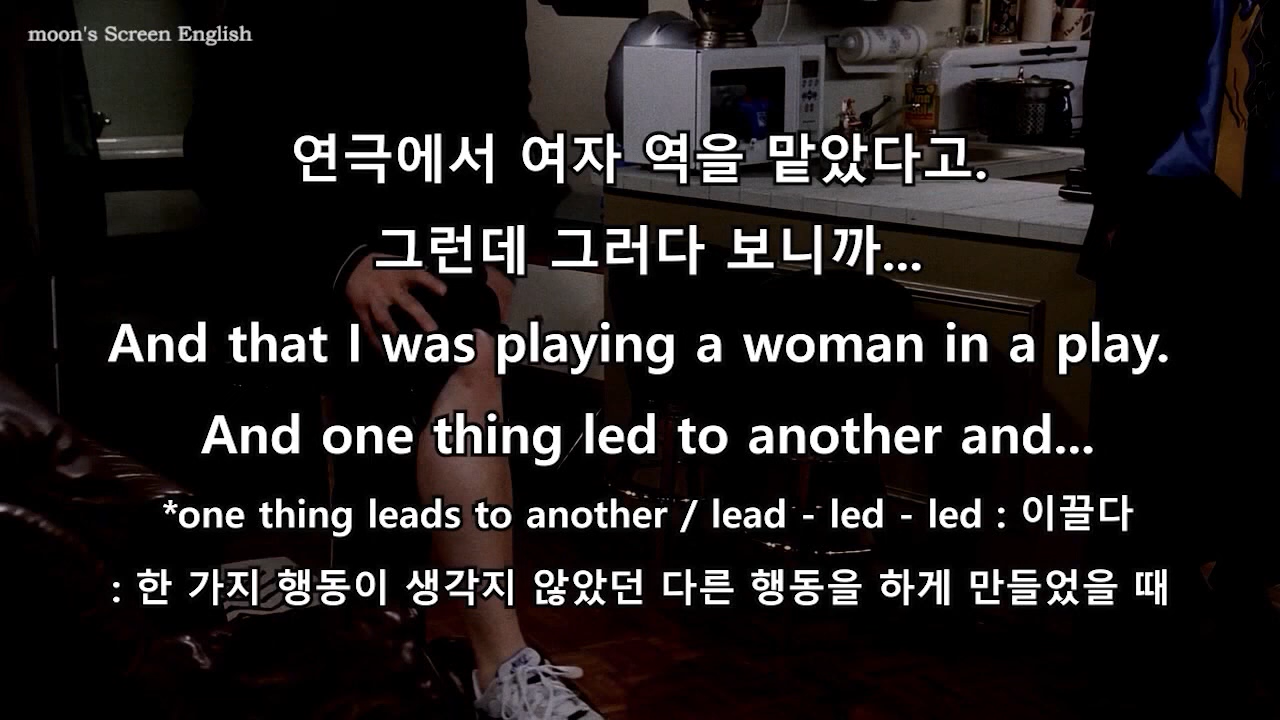 moon's Screen English
연극에서 여자 역을 맡았다고.
그런데 그러다 보니까...
And that I was playing a woman in a play.
And one thing led to another and...
*one thing leads to another / lead - led - led : 이끌다
: 한 가지 행동이 생각지 않았던 다른 행동을 하게 만들었을 때